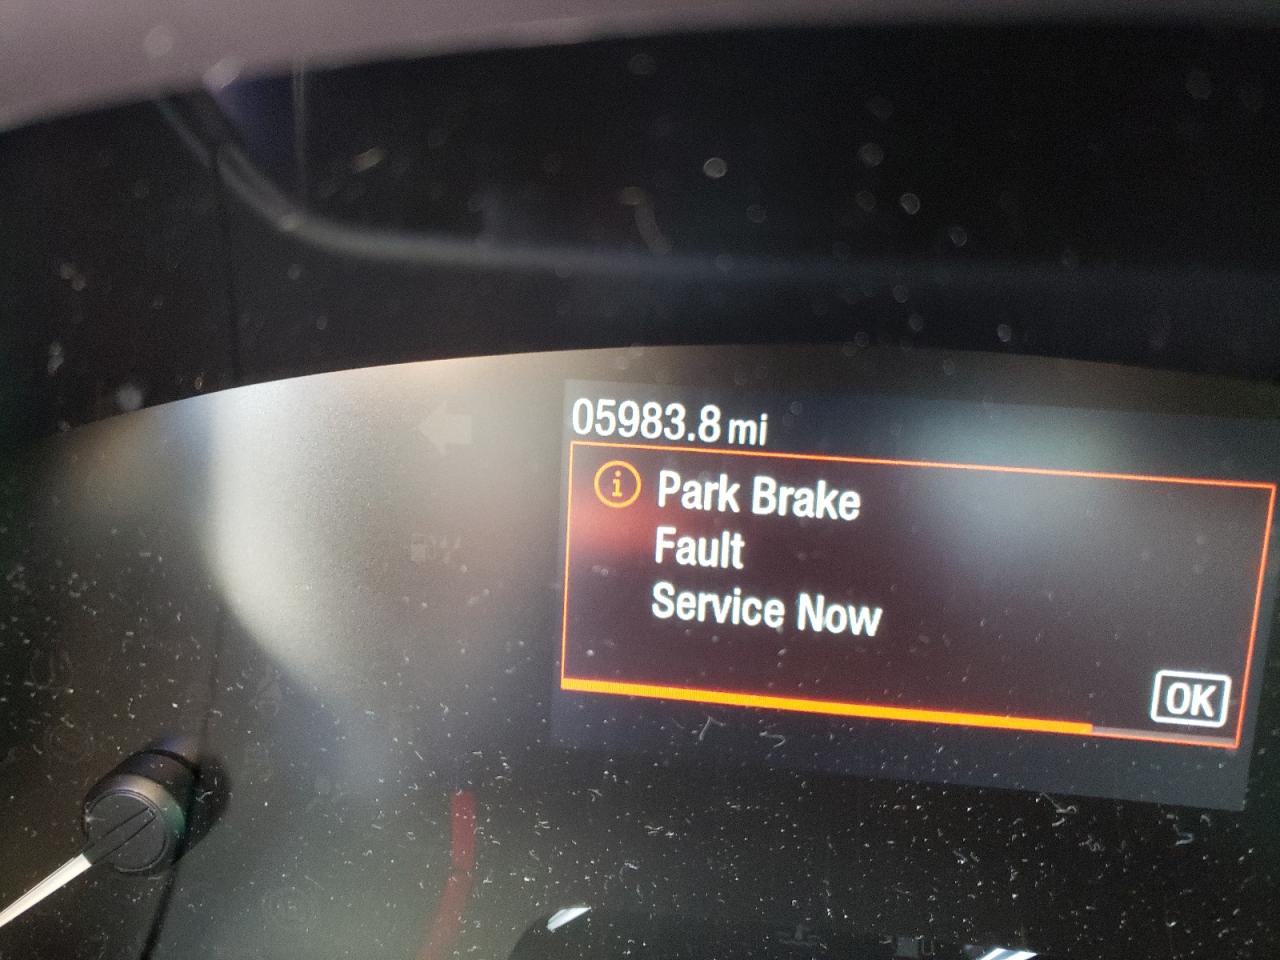 05983.8 mi
Park Brake
Fault
Service Now
OK